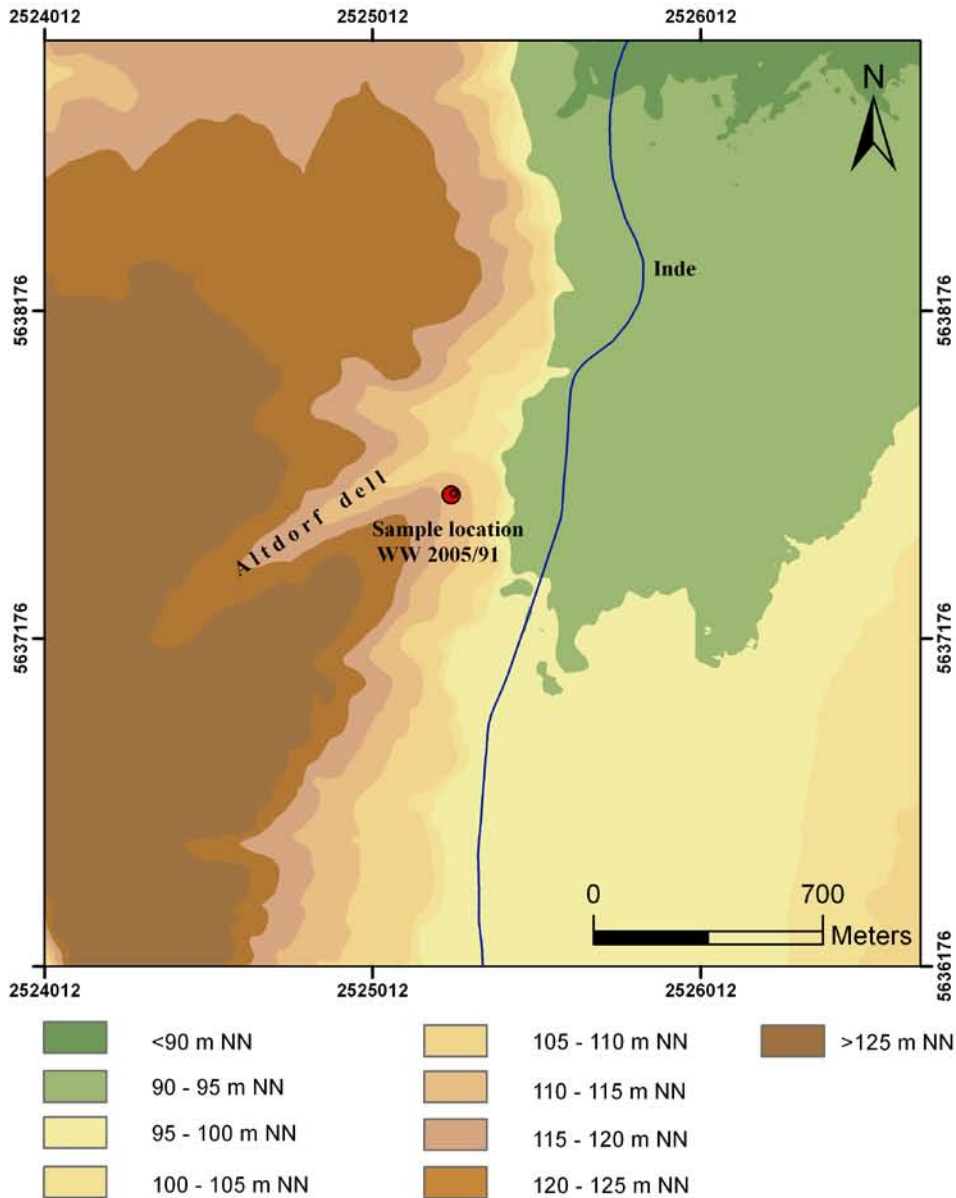 2524012 2525012 2526012
N
Inde
5638176 5638176
Altdorf dell
Sample location
WW 2005/91
5637176 5637176
0 700
Meters
5636176
2524012 2525012 2526012
<90 m NN 105 - 110 m NN >125 m NN
90 - 95 m NN 110 - 115 m NN
95 - 100 m NN 115 - 120 m NN
100 - 105 m NN 120 - 125 m NN